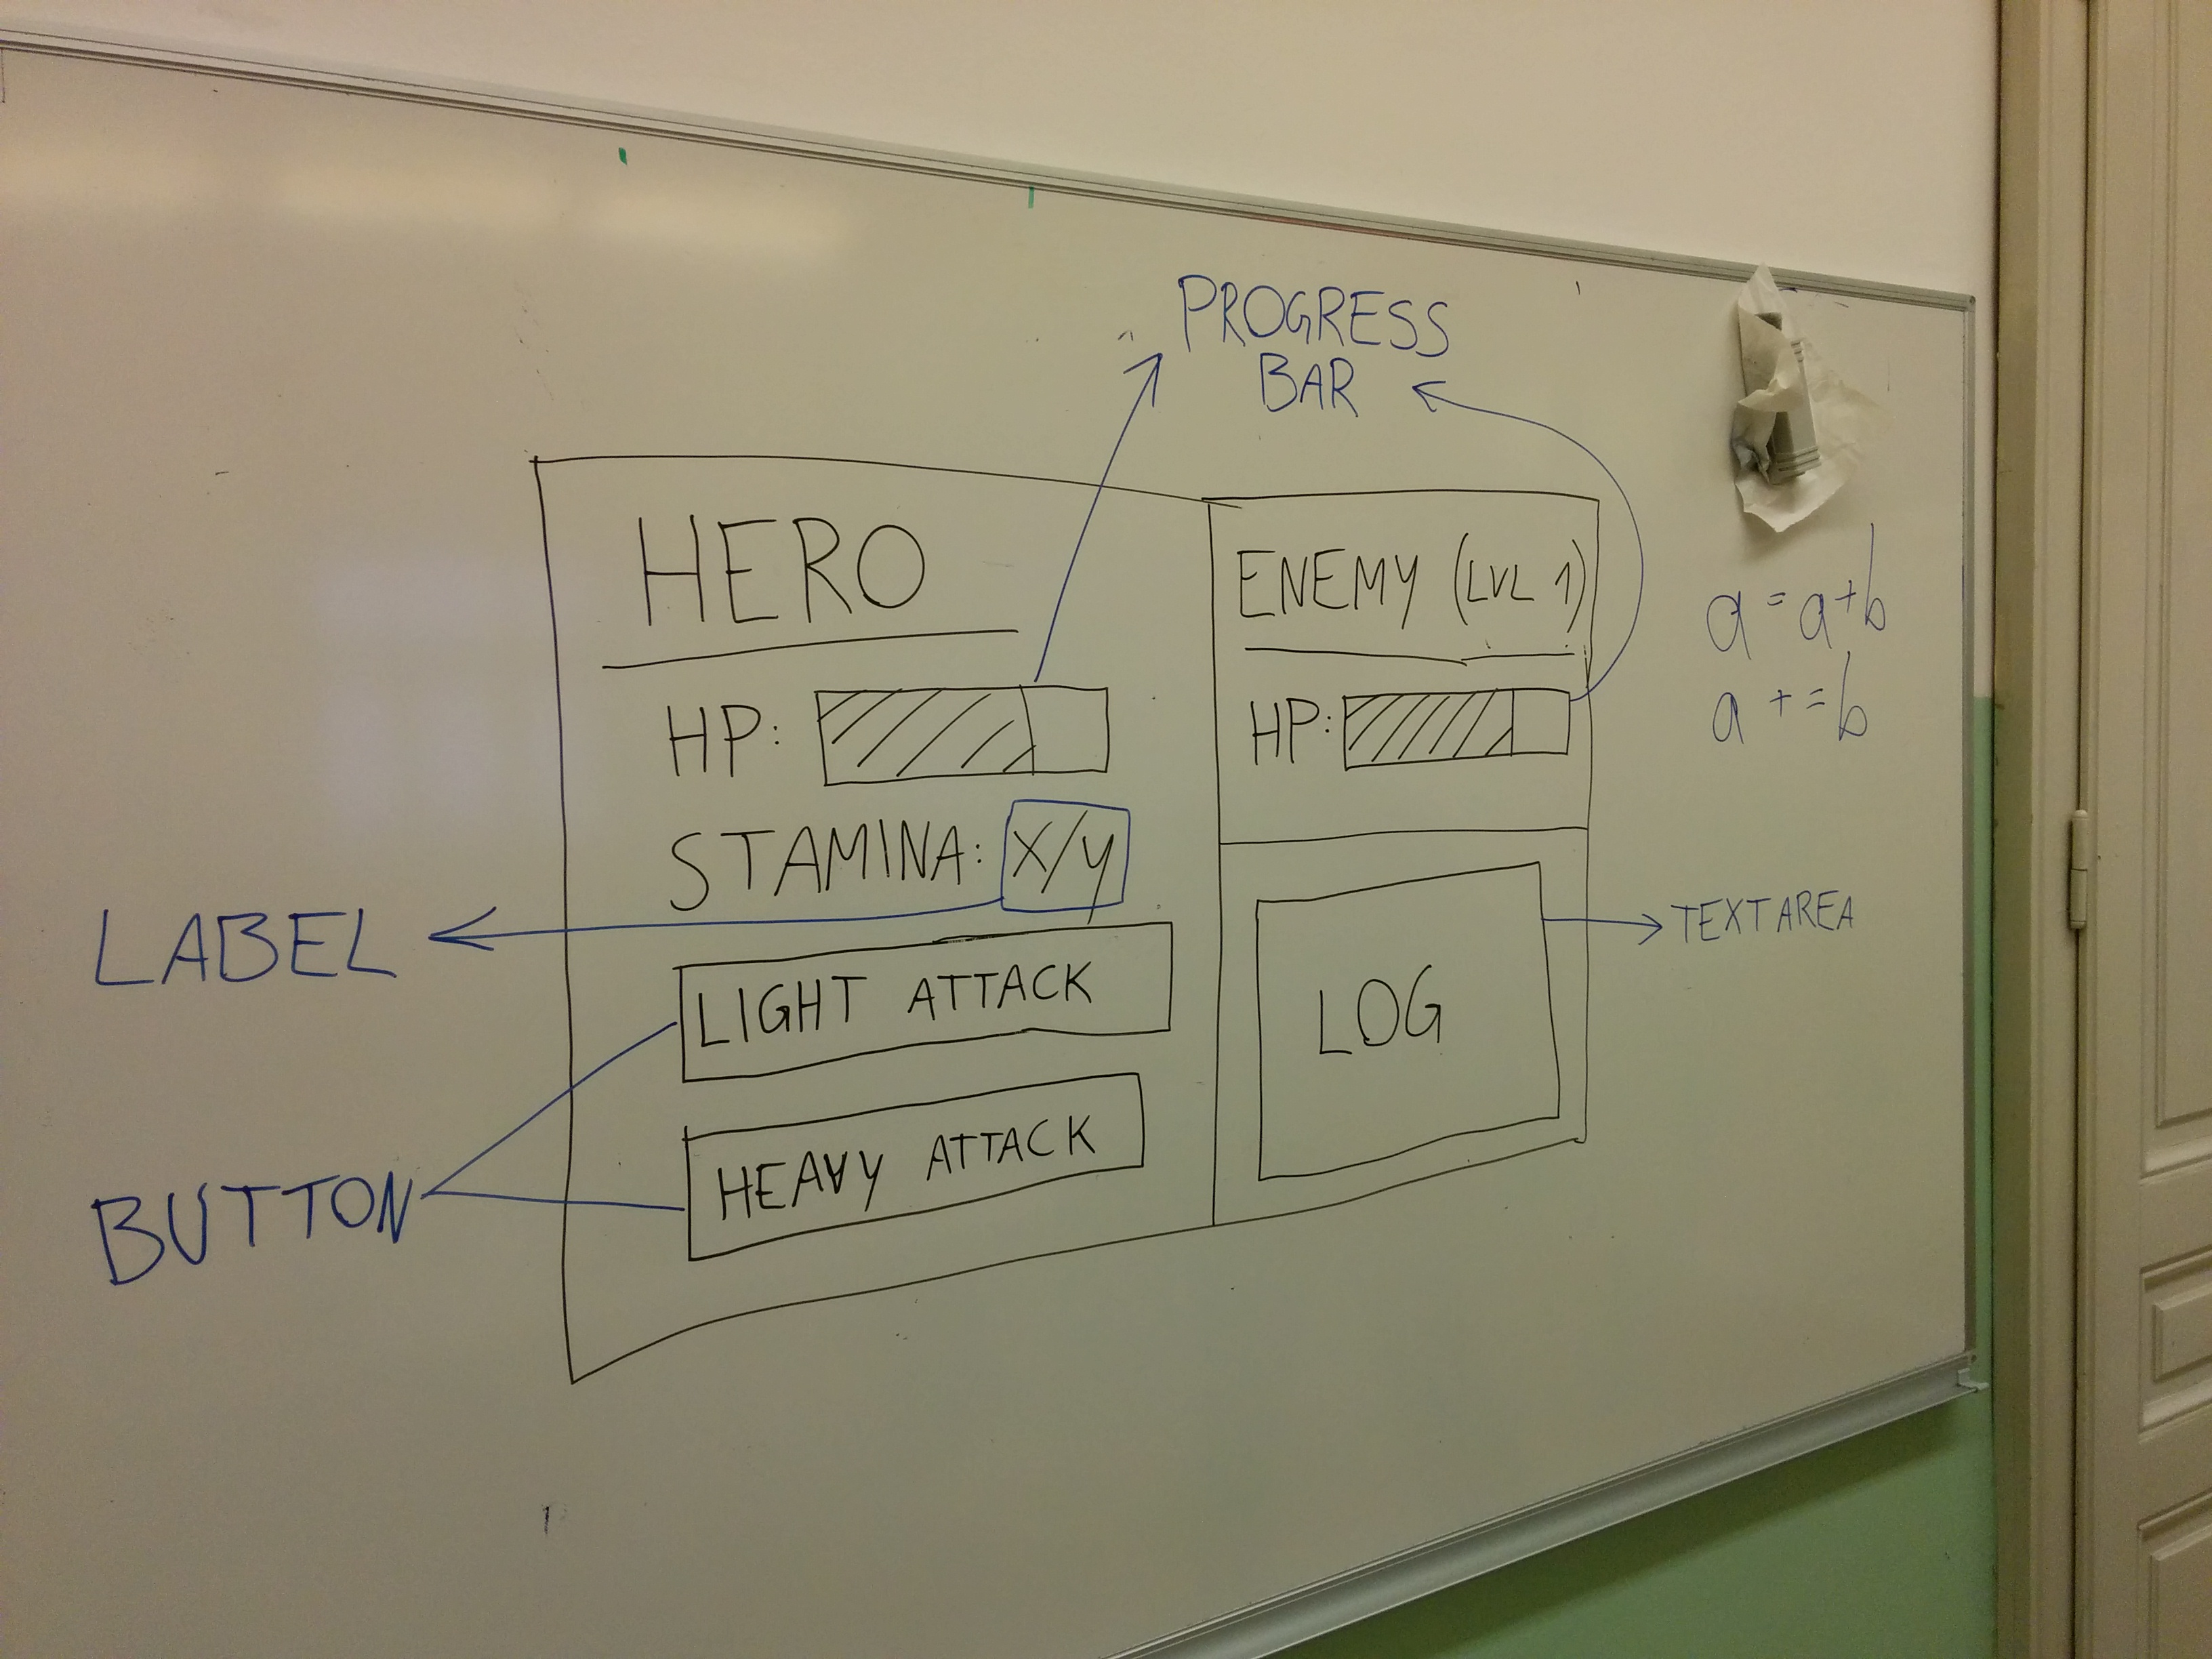 PROGRESS
BAR
HERO
HP:
STAMINA: X/Y
LIGHT ATTACK
HEAVY ATTACK
ENEMY (LVL 1)
HP:
LOG
LABEL
BUTTON
TEXTAREA
a = a + b
a += b